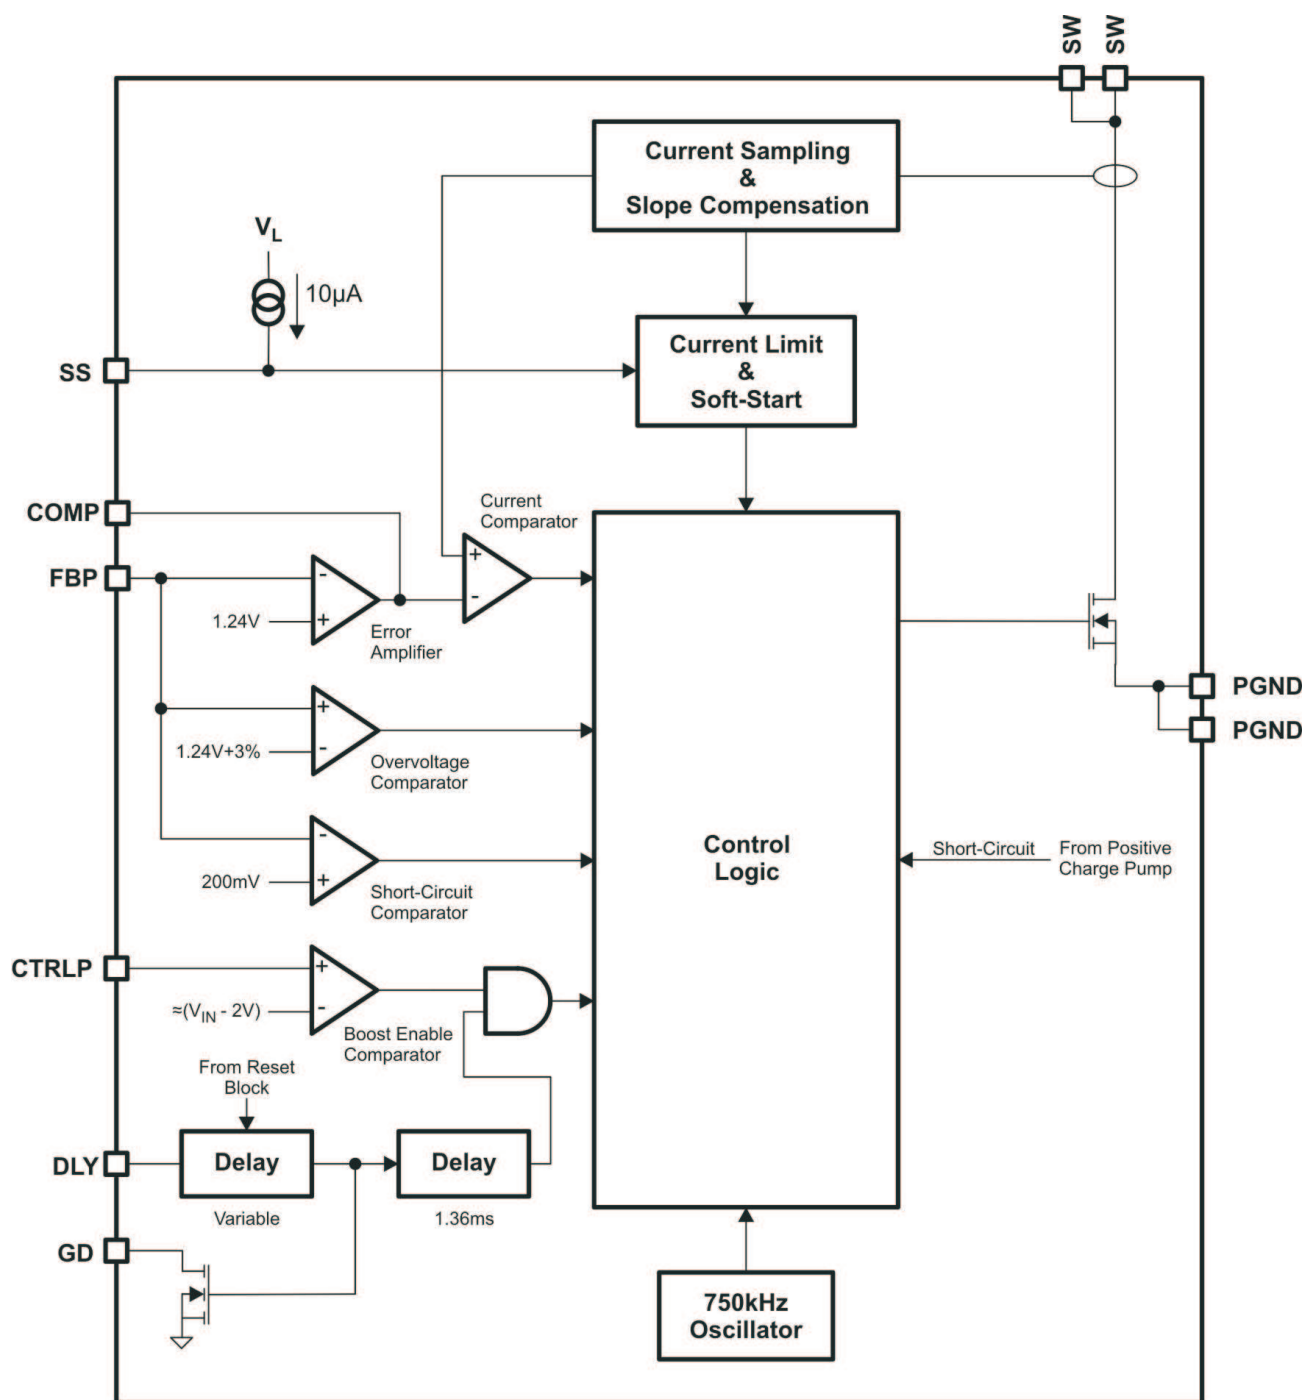 SW
SW
Current Sampling
&
Slope Compensation
VL
10µA
Current Limit
&
Soft-Start
SS
COMP
Current
Comparator
FBP
+
-
-
+
1.24V
Error
Amplifier
+
-
1.24V+3%
Overvoltage
Comparator
PGND
PGND
-
+
200mV
Short-Circuit
Comparator
Control
Logic
Short-Circuit
From Positive
Charge Pump
CTRLP
+
-
≈(VIN - 2V)
Boost Enable
Comparator
From Reset
Block
DLY
Delay
Delay
Variable
1.36ms
GD
750kHz
Oscillator